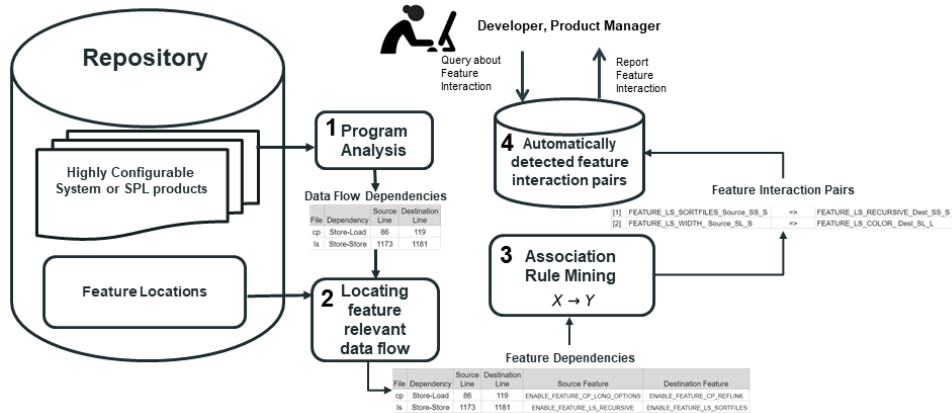 Repository
Highly Configurable
System or SPL products
Feature Locations
1 Program
Analysis
Data Flow Dependencies
File Dependency Source Line Destination Line
cp Store-Load 86 119
ls Store-Store 1173 1181
2 Locating
feature
relevant
data flow
Developer, Product Manager
Query about
Feature
Interaction
Report
Feature
Interaction
4 Automatically
detected feature
interaction pairs
Feature Interaction Pairs
[1] FEATURE_LS_SORTFILES_Source_SS_S => FEATURE_LS_RECURSIVE_Dest_SS_S
[2] FEATURE_LS_WIDTH_ Source_SL_S => FEATURE_LS_COLOR_ Dest_SL_L
3 Association
Rule Mining
X → Y
Feature Dependencies
File Dependency Source Line Destination Line Source Feature Destination Feature
cp Store-Load 86 119 ENABLE_FEATURE_CP_LONG_OPTIONS ENABLE_FEATURE_CP_REFLINK
ls Store-Store 1173 1181 ENABLE_FEATURE_LS_RECURSIVE ENABLE_FEATURE_LS_SORTFILES